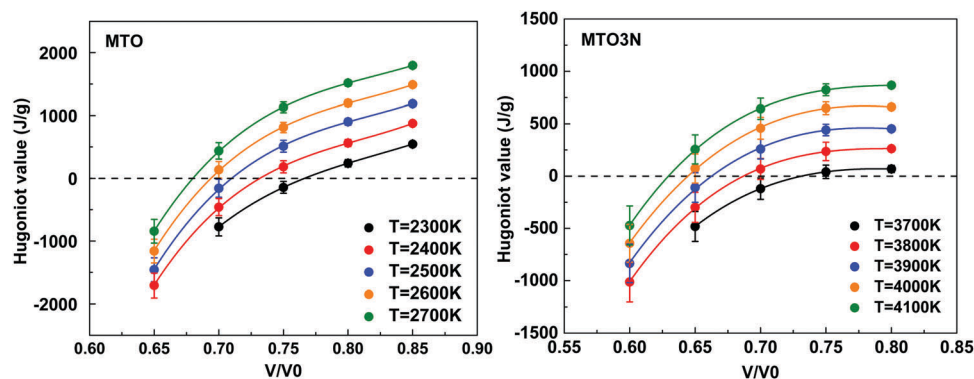 MTO
Hugoniot value (J/g)
2000
1000
0
-1000
-2000
T=2300K
T=2400K
T=2500K
T=2600K
T=2700K
0.60 0.65 0.70 0.75 0.80 0.85 0.90
V/V0
MTO3N
Hugoniot value (J/g)
1500
1000
500
0
-500
-1000
-1500
T=3700K
T=3800K
T=3900K
T=4000K
T=4100K
0.55 0.60 0.65 0.70 0.75 0.80 0.85
V/V0